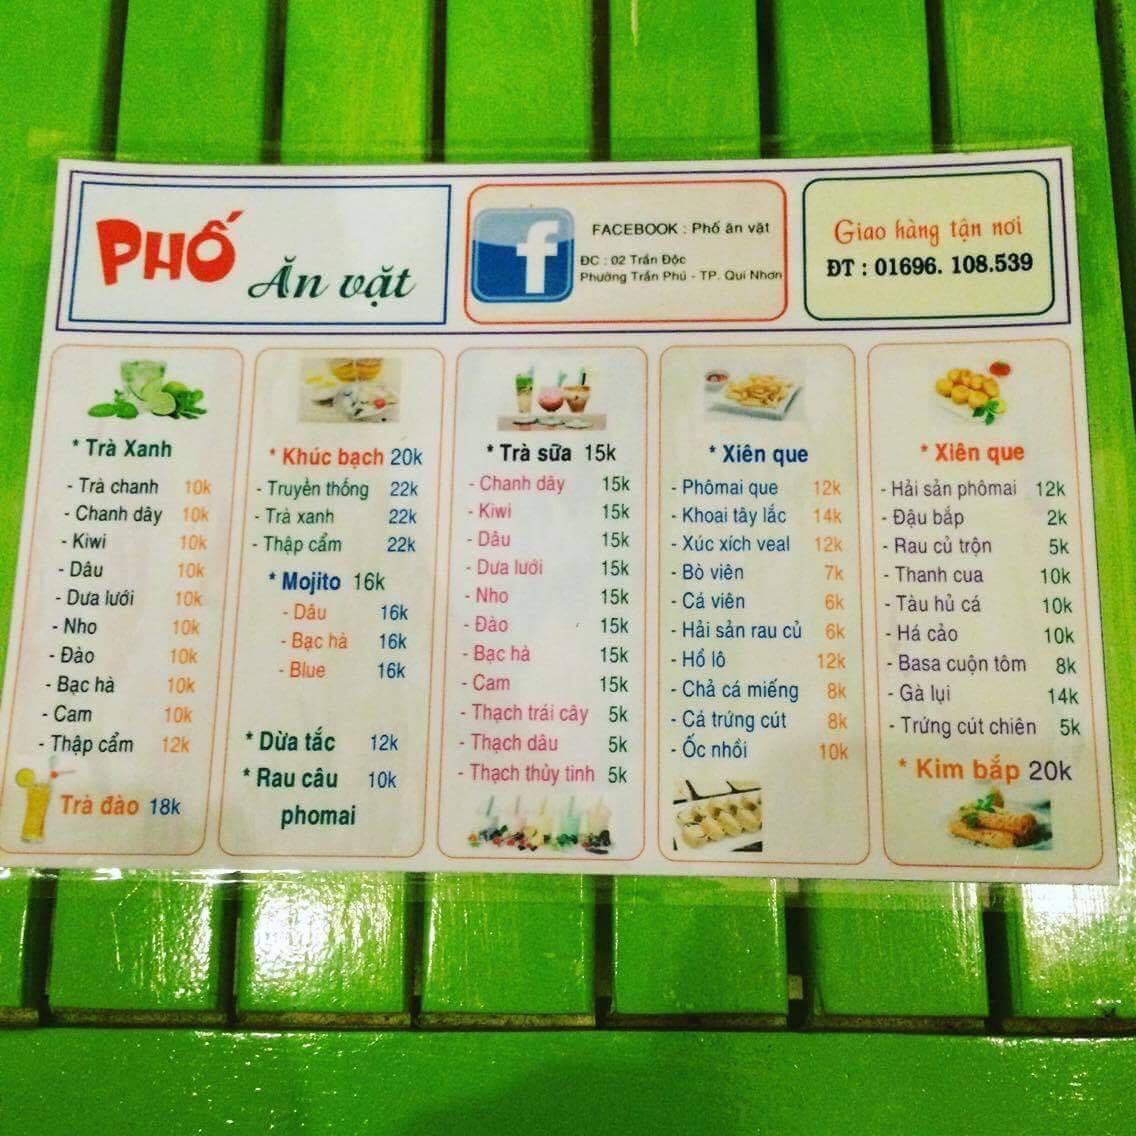 PHỐ
Ăn vặt
FACEBOOK : Phố ăn vặt
ĐC : 02 Trần Độc
Phường Trần Phú - TP. Qui Nhơn
Giao hàng tận nơi
ĐT : 01696. 108.539
* Trà Xanh
- Trà chanh 10k
- Chanh dây 10k
- Kiwi 10k
- Dâu 10k
- Dưa lưới 10k
- Nho 10k
- Đào 10k
- Bạc hà 10k
- Cam 10k
- Thập cẩm 12k
Trà đào 18k
* Khúc bạch 20k
- Truyền thống 22k
- Trà xanh 22k
- Thập cẩm 22k
* Mojito 16k
- Dâu 16k
- Bạc hà 16k
- Blue 16k
* Dừa tắc 12k
* Rau câu 10k
phomai
* Trà sữa 15k
- Chanh dây 15k
- Kiwi 15k
- Dâu 15k
- Dưa lưới 15k
- Nho 15k
- Đào 15k
- Bạc hà 15k
- Cam 15k
- Thạch trái cây 5k
- Thạch dâu 5k
- Thạch thủy tinh 5k
* Xiên que
- Phômai que 12k
- Khoai tây lắc 14k
- Xúc xích veal 12k
- Bò viên 7k
- Cá viên 6k
- Hải sản rau củ 6k
- Hồ lô 12k
- Chả cá miếng 8k
- Cá trứng cút 8k
- Ốc nhồi 10k
* Xiên que
- Hải sản phômai 12k
- Đậu bắp 2k
- Rau củ trộn 5k
- Thanh cua 10k
- Tàu hủ cá 10k
- Há cảo 10k
- Basa cuộn tôm 8k
- Gà lụi 14k
- Trứng cút chiên 5k
* Kim bắp 20k